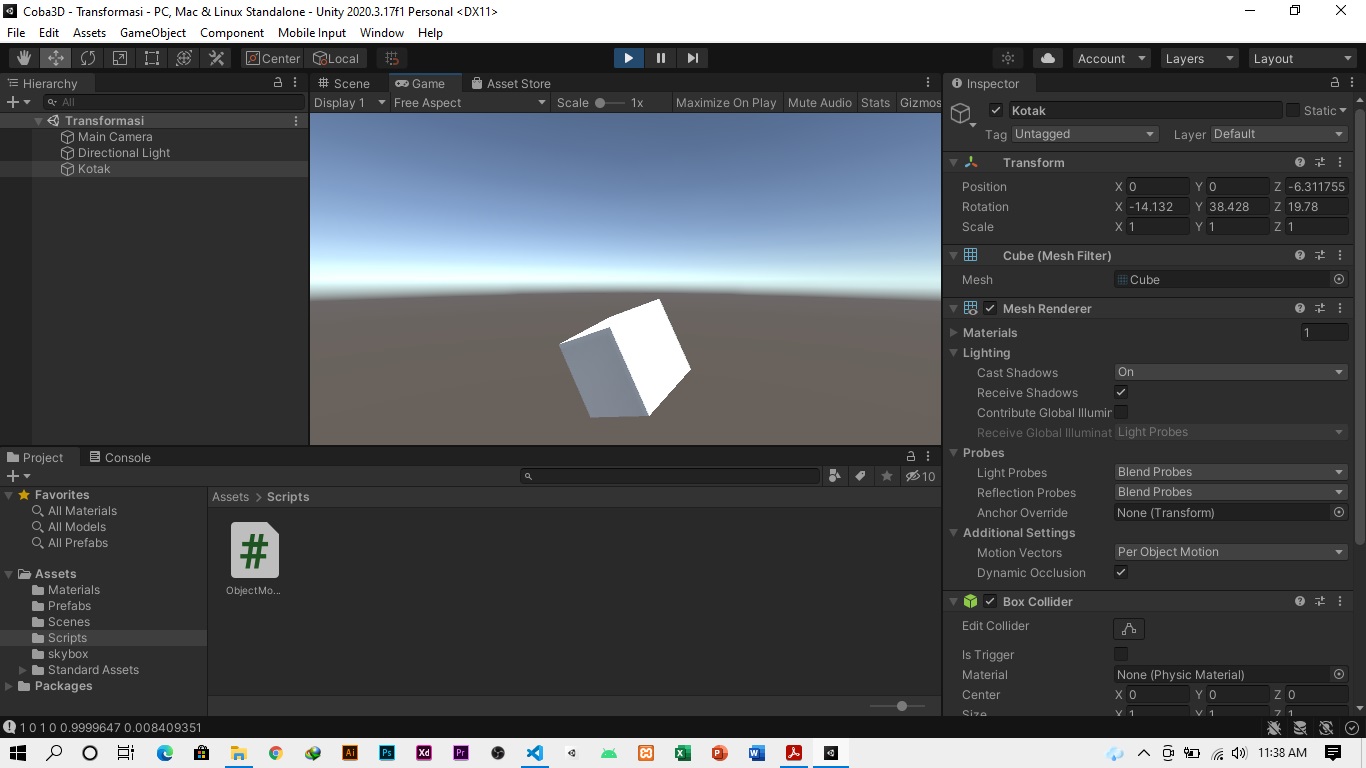 Coba3D - Transformasi - PC, Mac & Linux Standalone - Unity 2020.3.17f1 Personal <DX11>
File Edit Assets GameObject Component Mobile Input Window Help
Center Local Account Layers Layout
Hierarchy
Scene Game Asset Store
Inspector
All
Display 1 Free Aspect Scale 1x Maximize On Play Mute Audio Stats Gizmos
Transformasi
Main Camera
Directional Light
Kotak
Kotak Static
Tag Untagged Layer Default
Transform
Position X 0 Y 0 Z -6.311755
Rotation X -14.132 Y 38.428 Z 19.78
Scale X 1 Y 1 Z 1
Cube (Mesh Filter)
Mesh Cube
Mesh Renderer
Materials 1
Lighting
Cast Shadows On
Receive Shadows
Contribute Global Illumin
Receive Global Illuminat Light Probes
Probes
Light Probes Blend Probes
Reflection Probes Blend Probes
Anchor Override None (Transform)
Additional Settings
Motion Vectors Per Object Motion
Dynamic Occlusion
Box Collider
Edit Collider
Is Trigger
Material None (Physic Material)
Center X 0 Y 0 Z 0
Size X 1 Y 1 Z 1
Project Console
10
Favorites
All Materials
All Models
All Prefabs
Assets
Materials
Prefabs
Scenes
Scripts
skybox
Standard Assets
Packages
Assets > Scripts
#
ObjectMo...
1 0 1 0 0.9999647 0.008409351
Ai Ps Xd Pr
11:38 AM